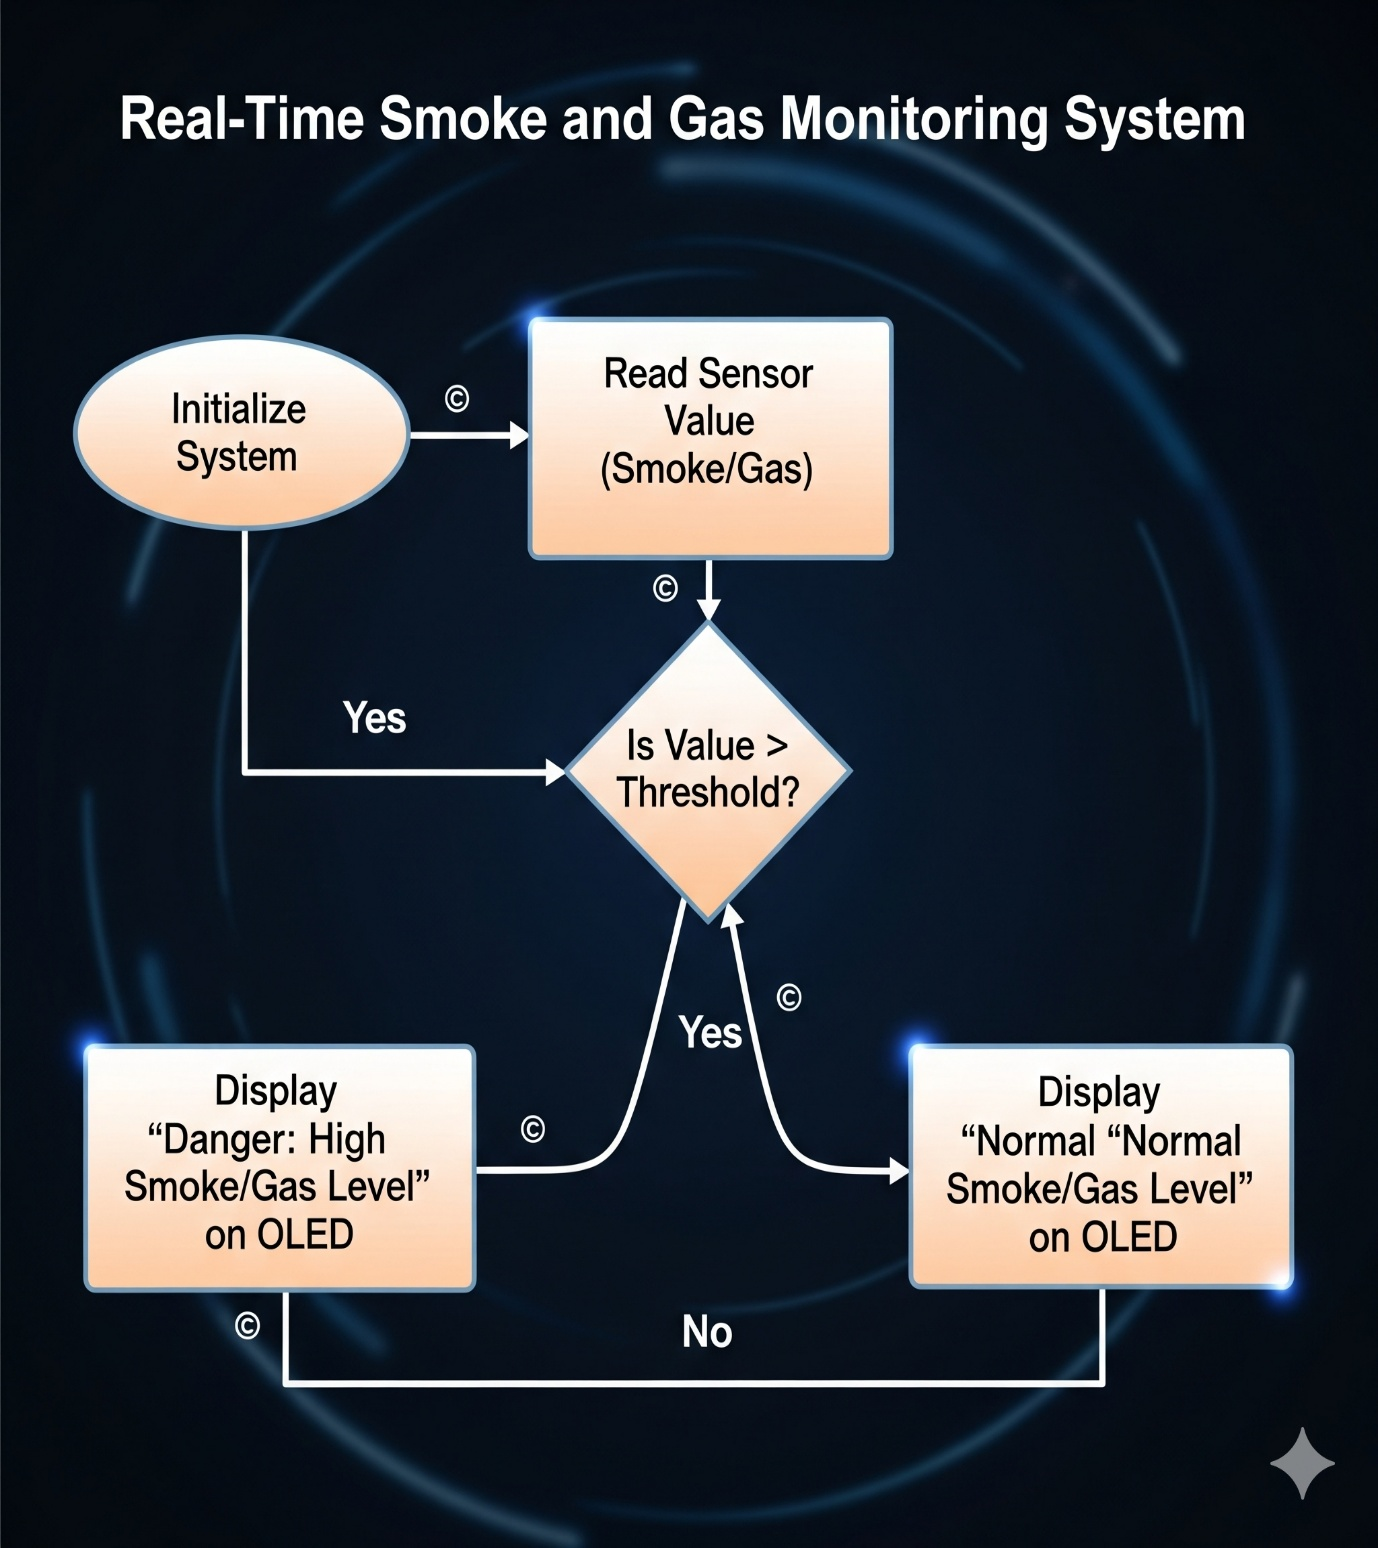 Real-Time Smoke and Gas Monitoring System
Initialize
System
©
Read Sensor
Value
(Smoke/Gas)
©
Yes
Is Value >
Threshold?
©
Yes
©
Display
“Danger: High
Smoke/Gas Level”
on OLED
Display
“Normal “Normal
Smoke/Gas Level”
on OLED
©
No